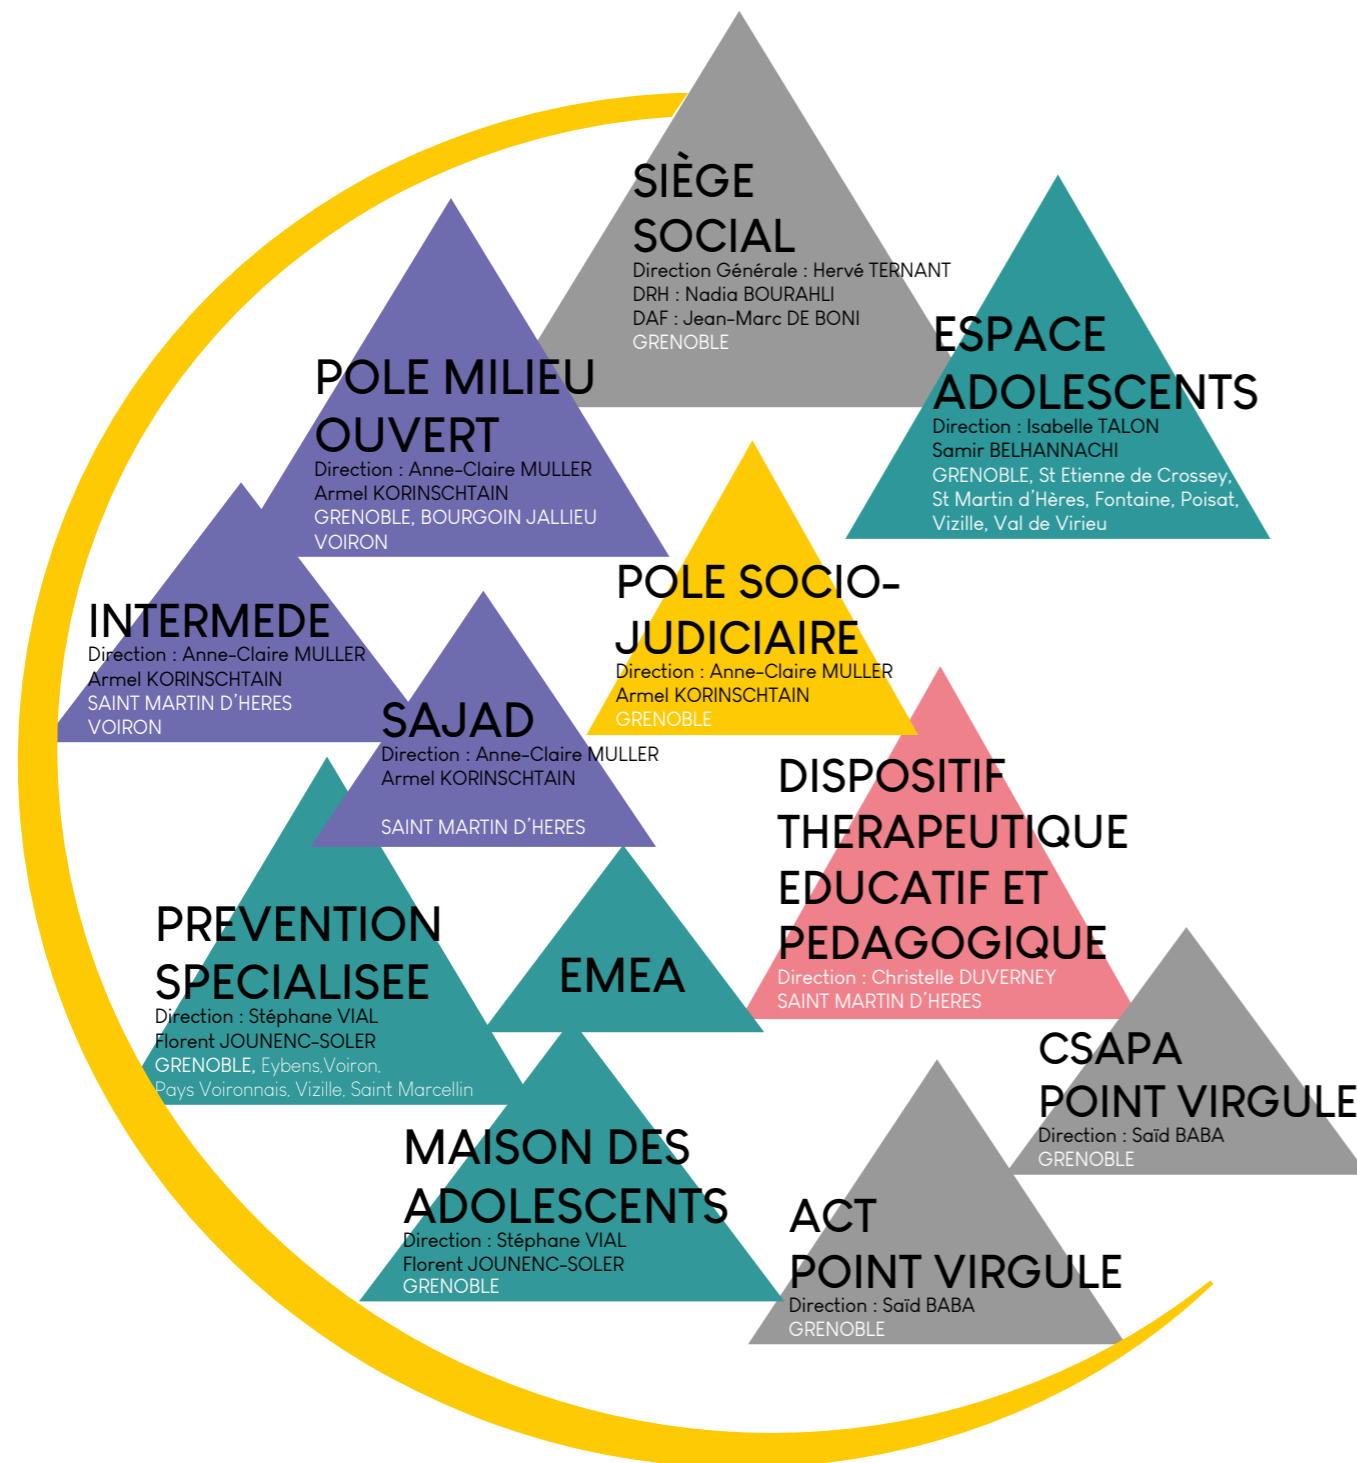 SIÈGE
SOCIAL
Direction Générale : Hervé TERNANT
DRH : Nadia BOURAHLI
DAF : Jean-Marc DE BONI
GRENOBLE
ESPACE
ADOLESCENTS
Direction : Isabelle TALON
Samir BELHANNACHI
GRENOBLE, St Etienne de Crossey,
St Martin d'Hères, Fontaine, Poisat,
Vizille, Val de Virieu
POLE MILIEU
OUVERT
Direction : Anne-Claire MULLER
Armel KORINSCHTAIN
GRENOBLE, BOURGOIN JALLIEU
VOIRON
POLE SOCIO-
JUDICIAIRE
Direction : Anne-Claire MULLER
Armel KORINSCHTAIN
GRENOBLE
INTERMEDE
Direction : Anne-Claire MULLER
Armel KORINSCHTAIN
SAINT MARTIN D'HERES
VOIRON
SAJAD
Direction : Anne-Claire MULLER
Armel KORINSCHTAIN
SAINT MARTIN D'HERES
DISPOSITIF
THERAPEUTIQUE
EDUCATIF ET
PEDAGOGIQUE
Direction : Christelle DUVERNEY
SAINT MARTIN D'HERES
PREVENTION
SPECIALISEE
Direction : Stéphane VIAL
Florent JOUNENC-SOLER
GRENOBLE, Eybens,Voiron,
Pays Voironnais, Vizille, Saint Marcellin
EMEA
CSAPA
POINT VIRGULE
Direction : Saïd BABA
GRENOBLE
MAISON DES
ADOLESCENTS
Direction : Stéphane VIAL
Florent JOUNENC-SOLER
GRENOBLE
ACT
POINT VIRGULE
Direction : Saïd BABA
GRENOBLE